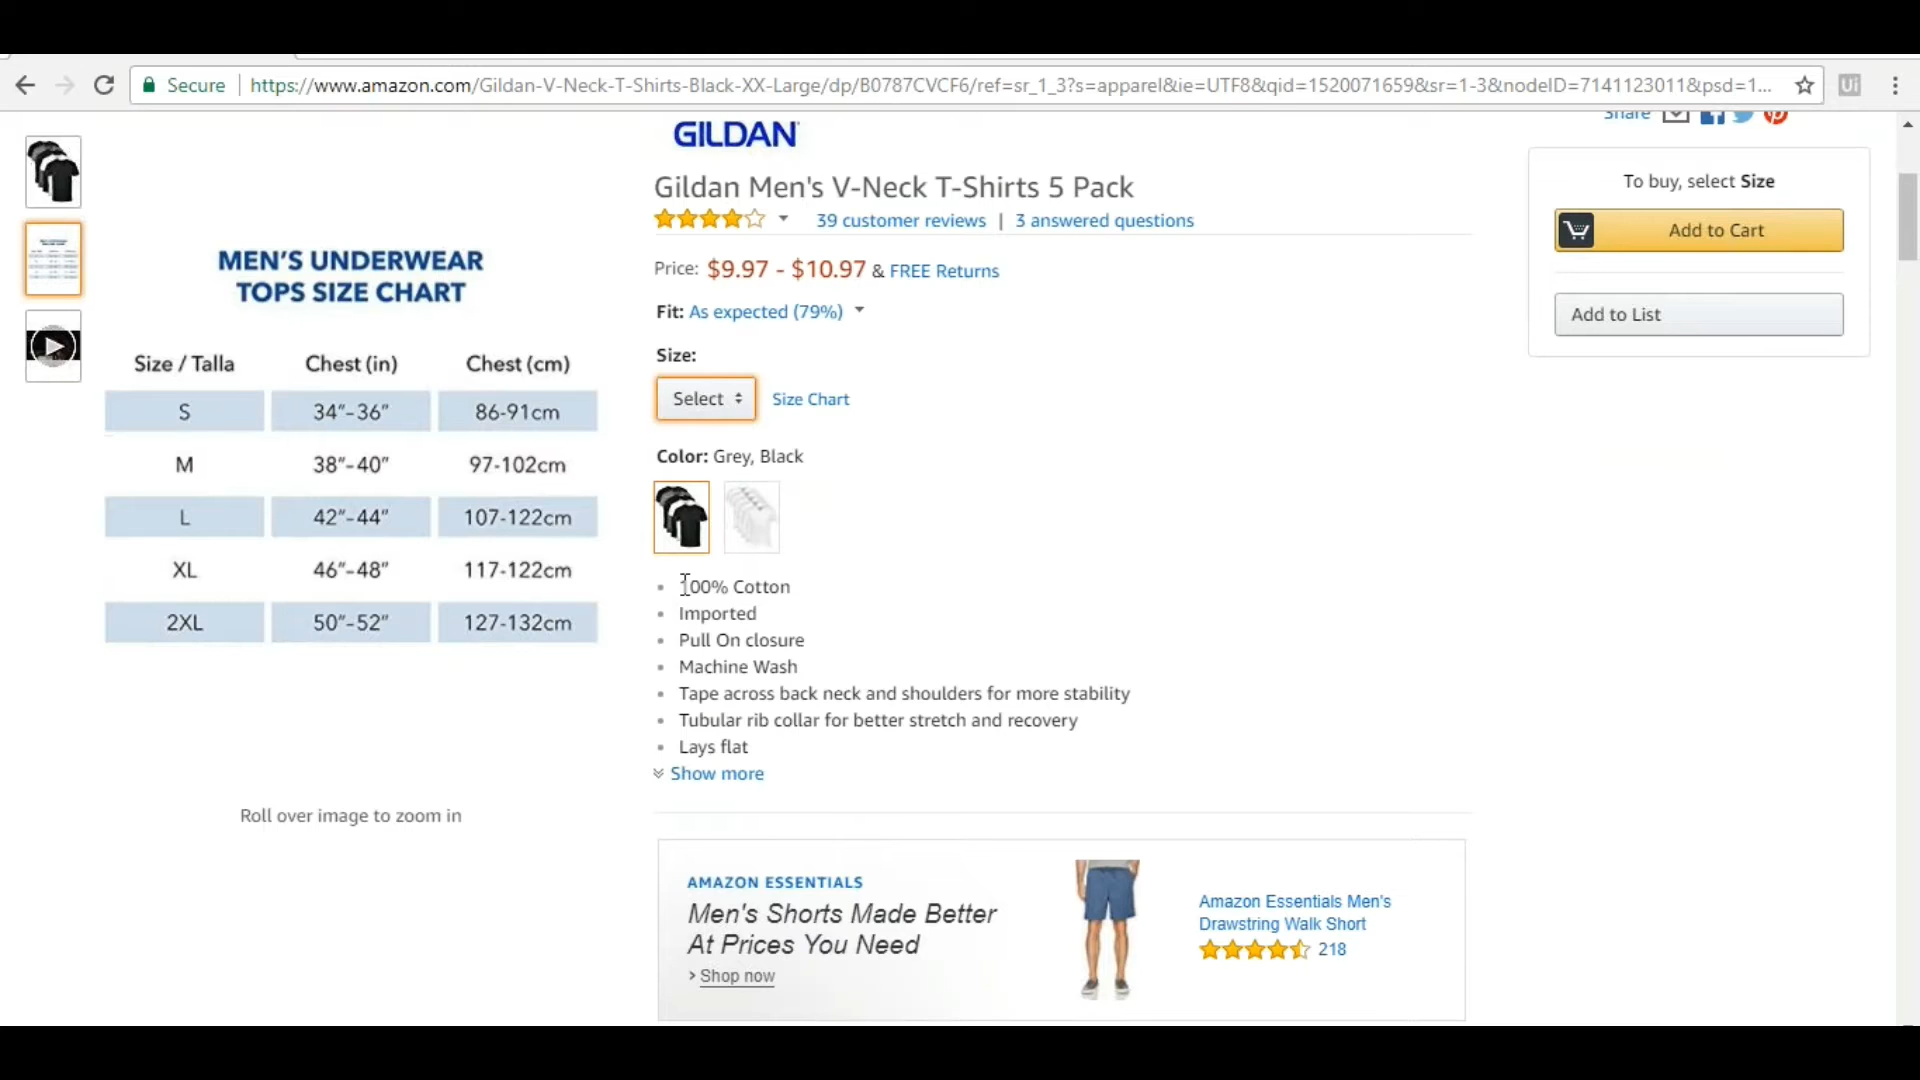 Secure
https://www.amazon.com/Gildan-V-Neck-T-Shirts-Black-XX-Large/dp/B0787CVCF6/ref=sr_1_3?s=apparel&ie=UTF8&qid=1520071659&sr=1-3&nodeID=7141123011&psd=1...
Ui
Share
GILDAN
Gildan Men's V-Neck T-Shirts 5 Pack
39 customer reviews | 3 answered questions
Price: $9.97 - $10.97 & FREE Returns
Fit: As expected (79%)
Size:
Select
Size Chart
Color: Grey, Black
100% Cotton
Imported
Pull On closure
Machine Wash
Tape across back neck and shoulders for more stability
Tubular rib collar for better stretch and recovery
Lays flat
Show more
To buy, select Size
Add to Cart
Add to List
MEN'S UNDERWEAR
TOPS SIZE CHART
Size / Talla Chest (in) Chest (cm)
S 34"-36" 86-91cm
M 38"-40" 97-102cm
L 42"-44" 107-122cm
XL 46"-48" 117-122cm
2XL 50"-52" 127-132cm
Roll over image to zoom in
AMAZON ESSENTIALS
Men's Shorts Made Better
At Prices You Need
> Shop now
Amazon Essentials Men's
Drawstring Walk Short
218